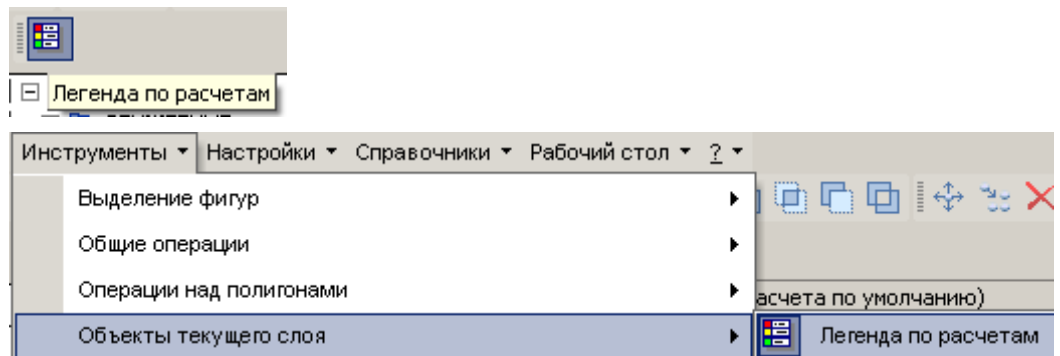 Легенда по расчетам
Инструменты Настройки Справочники Рабочий стол ?
Выделение фигур
Общие операции
Операции над полигонами
асчета по умолчанию)
Объекты текущего слоя
Легенда по расчетам